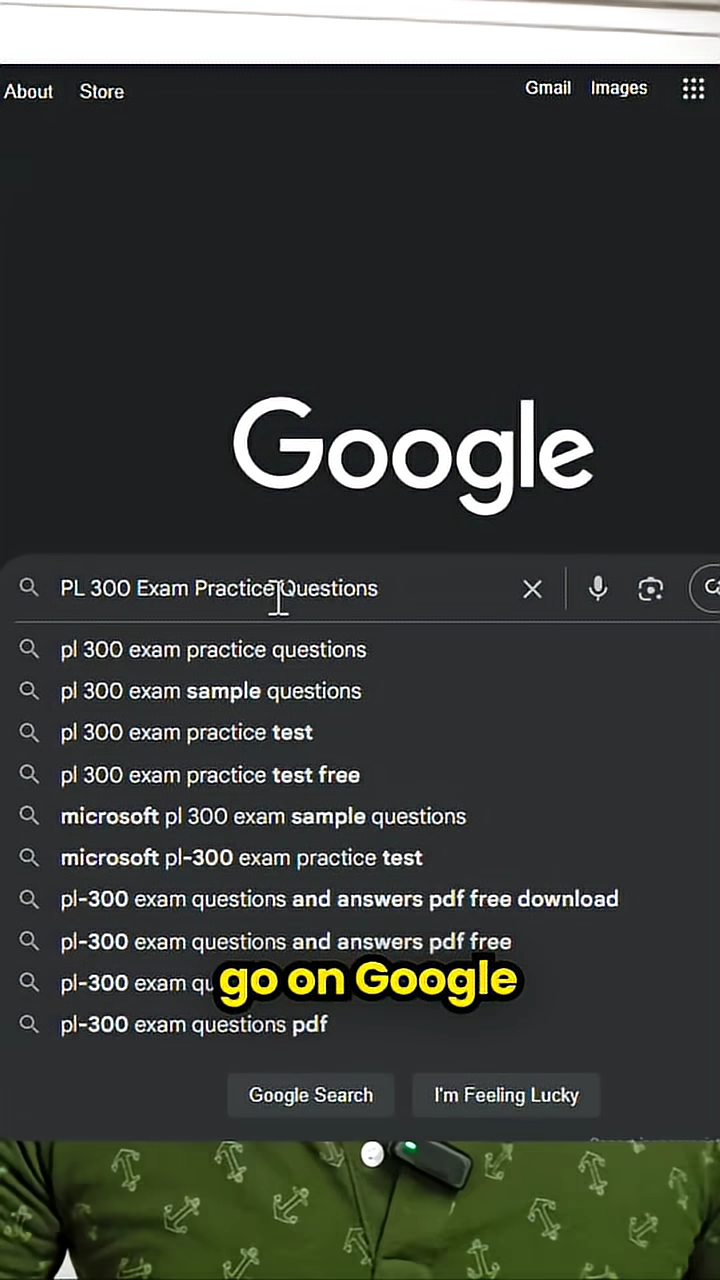 About Store Gmail Images
Google
PL 300 Exam Practice Questions
pl 300 exam practice questions
pl 300 exam sample questions
pl 300 exam practice test
pl 300 exam practice test free
microsoft pl 300 exam sample questions
microsoft pl-300 exam practice test
pl-300 exam questions and answers pdf free download
pl-300 exam questions and answers pdf free
pl-300 exam qu
go on Google
pl-300 exam questions pdf
Google Search I'm Feeling Lucky